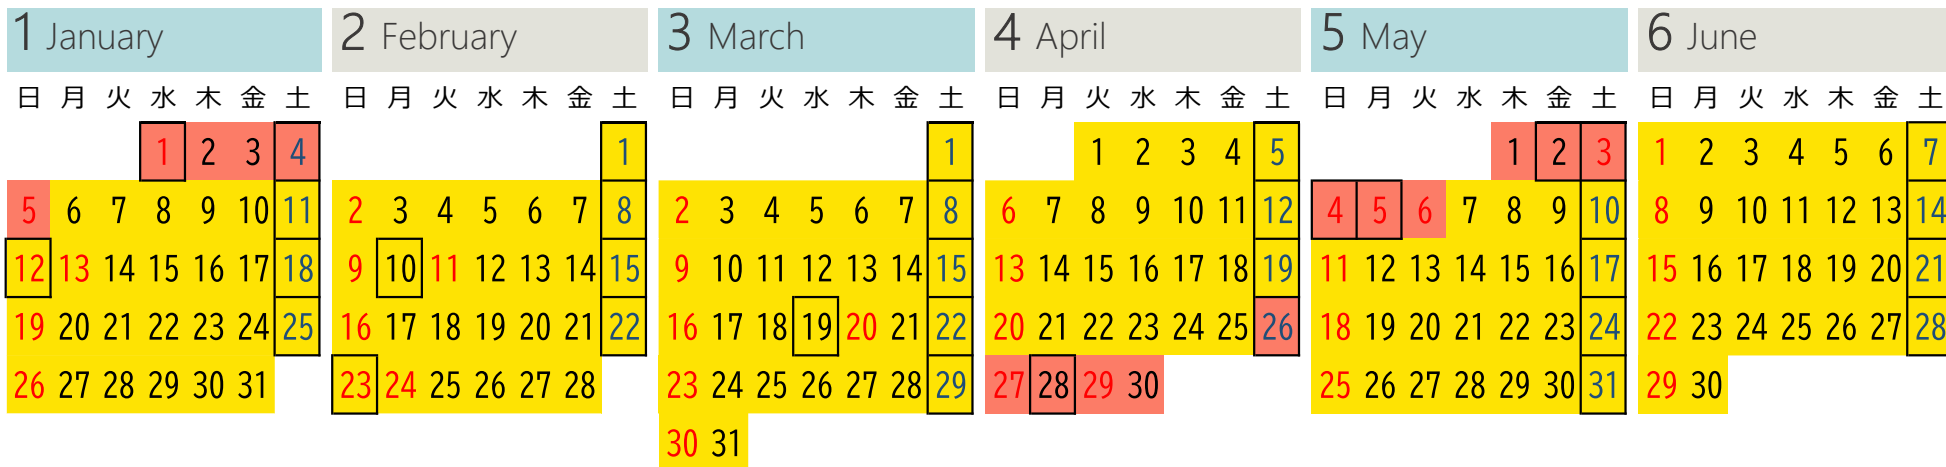 1 January
日 月 火 水 木 金 土
1 2 3 4
5 6 7 8 9 10 11
12 13 14 15 16 17 18
19 20 21 22 23 24 25
26 27 28 29 30 31
2 February
日 月 火 水 木 金 土
1
2 3 4 5 6 7 8
9 10 11 12 13 14 15
16 17 18 19 20 21 22
23 24 25 26 27 28
3 March
日 月 火 水 木 金 土
1
2 3 4 5 6 7 8
9 10 11 12 13 14 15
16 17 18 19 20 21 22
23 24 25 26 27 28 29
30 31
4 April
日 月 火 水 木 金 土
1 2 3 4 5
6 7 8 9 10 11 12
13 14 15 16 17 18 19
20 21 22 23 24 25 26
27 28 29 30
5 May
日 月 火 水 木 金 土
1 2 3
4 5 6 7 8 9 10
11 12 13 14 15 16 17
18 19 20 21 22 23 24
25 26 27 28 29 30 31
6 June
日 月 火 水 木 金 土
1 2 3 4 5 6 7
8 9 10 11 12 13 14
15 16 17 18 19 20 21
22 23 24 25 26 27 28
29 30